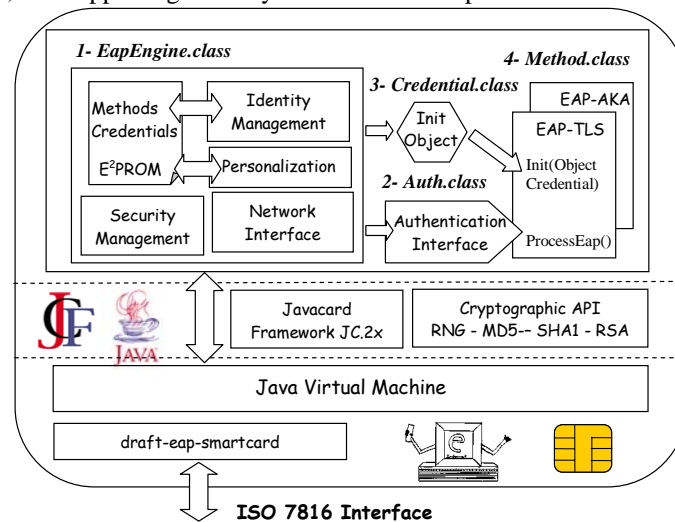 1- EapEngine.class
4- Method.class
3- Credential.class
Methods
Credentials
E²PROM
Identity
Management
Personalization
Security
Management
Network
Interface
Init
Object
2- Auth.class
Authentication
Interface
EAP-AKA
EAP-TLS
Init(Object
Credential)
ProcessEap()
JCF
JAVA
Javacard
Framework JC.2x
Cryptographic API
RNG - MD5-– SHA1 - RSA
Java Virtual Machine
draft-eap-smartcard
e
ISO 7816 Interface